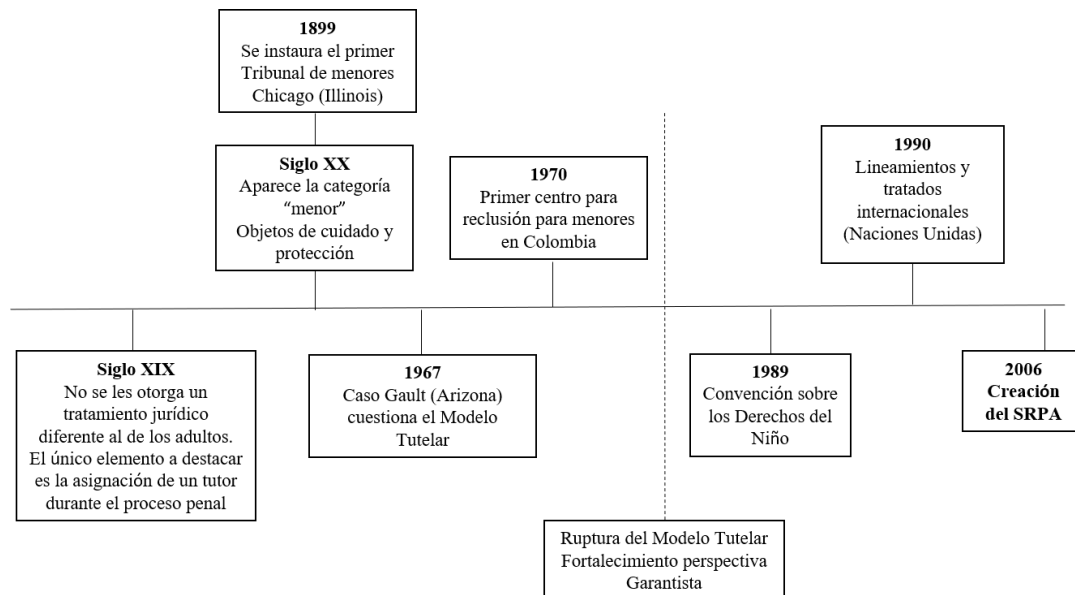 1899
Se instaura el primer
Tribunal de menores
Chicago (Illinois)
Siglo XX
Aparece la categoría
“menor”
Objetos de cuidado y
protección
1970
Primer centro para
reclusión para menores
en Colombia
1990
Lineamientos y
tratados
internacionales
(Naciones Unidas)
Siglo XIX
No se les otorga un
tratamiento jurídico
diferente al de los adultos.
El único elemento a destacar
es la asignación de un tutor
durante el proceso penal
1967
Caso Gault (Arizona)
cuestiona el Modelo
Tutelar
1989
Convención sobre
los Derechos del
Niño
2006
Creación
del SRPA
Ruptura del Modelo Tutelar
Fortalecimiento perspectiva
Garantista